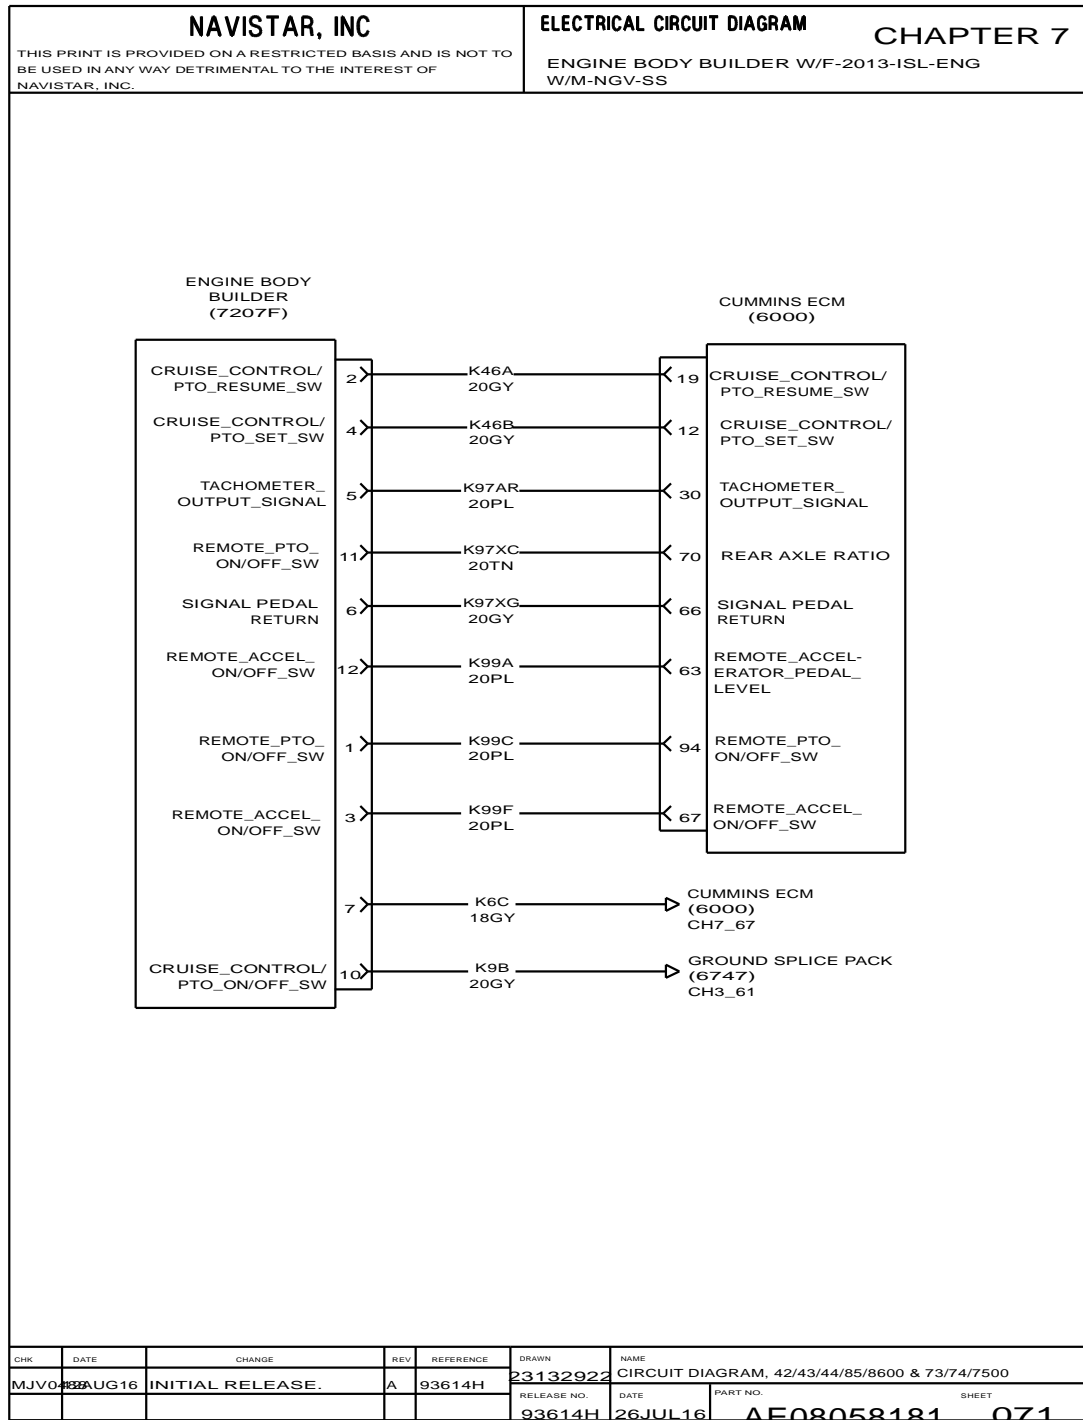 NAVISTAR, INC
THIS PRINT IS PROVIDED ON A RESTRICTED BASIS AND IS NOT TO
BE USED IN ANY WAY DETRIMENTAL TO THE INTEREST OF
NAVISTAR, INC.
ELECTRICAL CIRCUIT DIAGRAM
CHAPTER 7
ENGINE BODY BUILDER W/F-2013-ISL-ENG
W/M-NGV-SS
ENGINE BODY
BUILDER
(7207F)
CUMMINS ECM
(6000)
CRUISE_CONTROL/
PTO_RESUME_SW
2
K46A
20GY
19
CRUISE_CONTROL/
PTO_RESUME_SW
CRUISE_CONTROL/
PTO_SET_SW
4
K46B
20GY
12
CRUISE_CONTROL/
PTO_SET_SW
TACHOMETER_
OUTPUT_SIGNAL
5
K97AR
20PL
30
TACHOMETER_
OUTPUT_SIGNAL
REMOTE_PTO_
ON/OFF_SW
11
K97XC
20TN
70
REAR AXLE RATIO
SIGNAL PEDAL
RETURN
6
K97XG
20GY
66
SIGNAL PEDAL
RETURN
REMOTE_ACCEL_
ON/OFF_SW
12
K99A
20PL
63
REMOTE_ACCEL-
ERATOR_PEDAL_
LEVEL
REMOTE_PTO_
ON/OFF_SW
1
K99C
20PL
94
REMOTE_PTO_
ON/OFF_SW
REMOTE_ACCEL_
ON/OFF_SW
3
K99F
20PL
67
REMOTE_ACCEL_
ON/OFF_SW
7
K6C
18GY
CUMMINS ECM
(6000)
CH7_67
CRUISE_CONTROL/
PTO_ON/OFF_SW
10
K9B
20GY
GROUND SPLICE PACK
(6747)
CH3_61
CHK
DATE
CHANGE
REV
REFERENCE
DRAWN
23132922
NAME
CIRCUIT DIAGRAM, 42/43/44/85/8600 & 73/74/7500
INITIAL RELEASE.
A
93614H
RELEASE NO.
93614H
DATE
26JUL16
PART NO.
AE08058181
SHEET
071